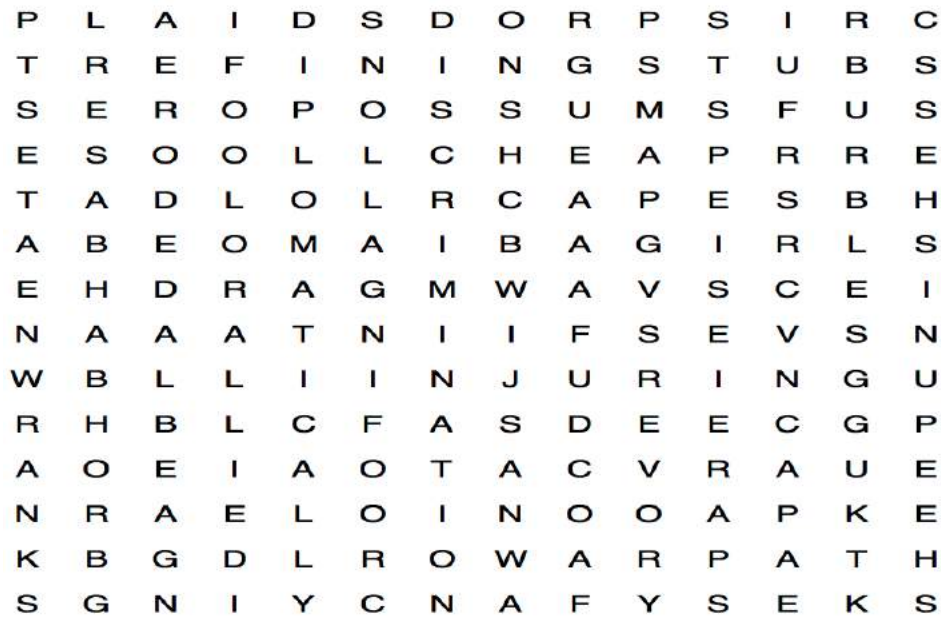 P L A I D S D O R P S I R C
T R E F I N I N G S T U B S
S E R O P O S S U M S F U S
E S O O L L C H E A P R R E
T A D L O L R C A P E S B H
A B E O M A I B A G I R L S
E H D R A G M W A V S C E I
N A A A T N I I F S E V S N
W B L L I I N J U R I N G U
R H B L C F A S D E E C G P
A O E I A O T A C V R A U E
N R A E L O I N O O A P K E
K B G D L R O W A R P A T H
S G N I Y C N A F Y S E K S